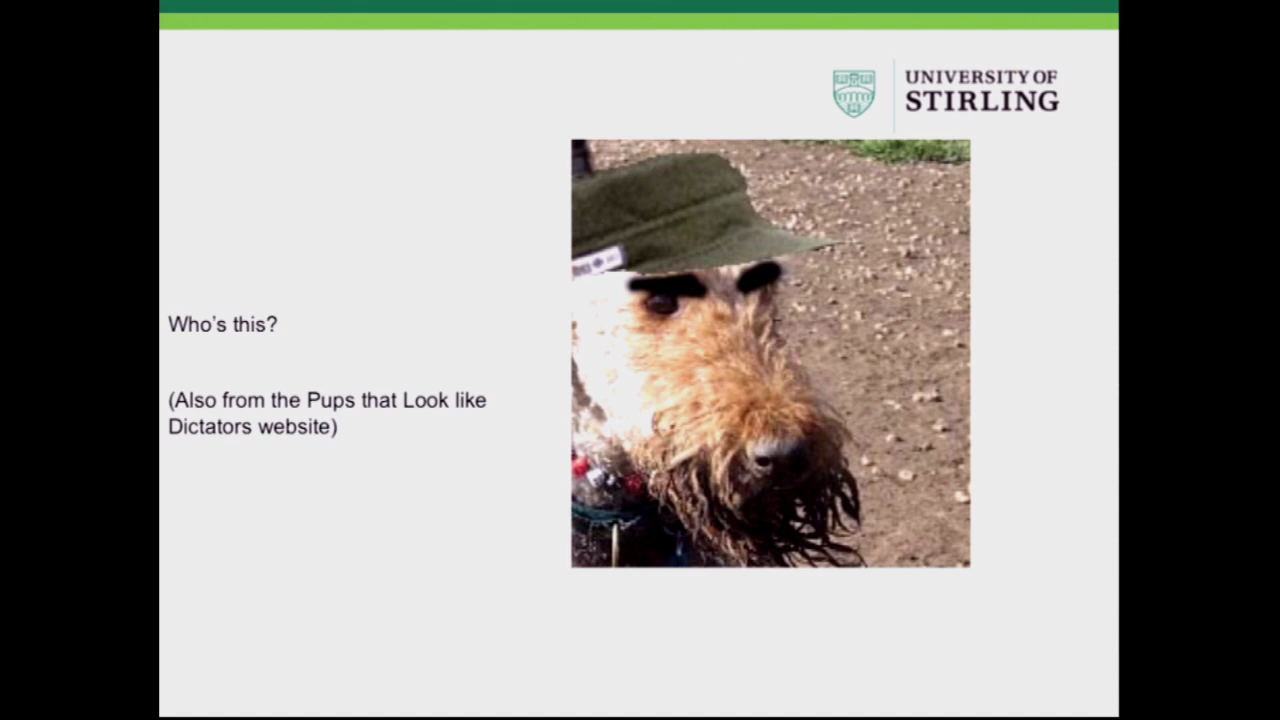 UNIVERSITY OF
STIRLING
Who's this?
(Also from the Pups that Look like
Dictators website)